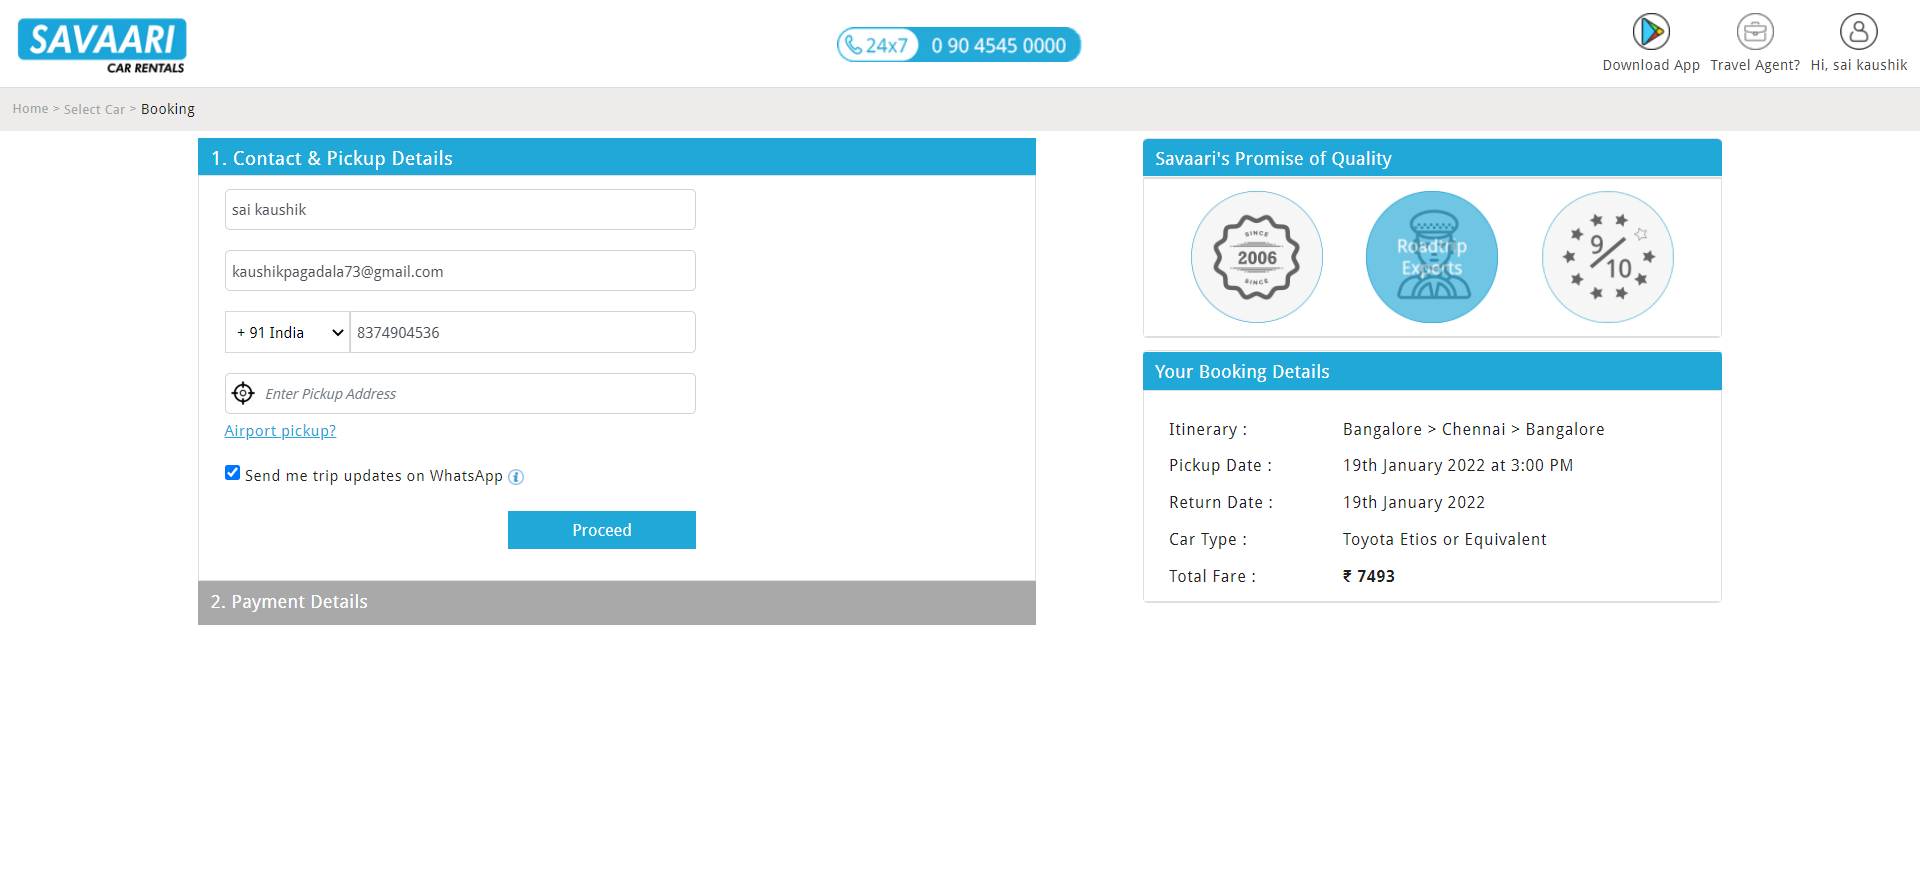 SAVAARI
CAR RENTALS
24x7 0 90 4545 0000
Download App
Travel Agent?
Hi, sai kaushik
Home > Select Car > Booking
1. Contact & Pickup Details
sai kaushik
kaushikpagadala73@gmail.com
+ 91 India 8374904536
Enter Pickup Address
Airport pickup?
Send me trip updates on WhatsApp i
Proceed
2. Payment Details
Savaari's Promise of Quality
SINCE
2006
SINCE
Roadtrip
Experts
9/10
Your Booking Details
Itinerary : Bangalore > Chennai > Bangalore
Pickup Date : 19th January 2022 at 3:00 PM
Return Date : 19th January 2022
Car Type : Toyota Etios or Equivalent
Total Fare : ₹ 7493